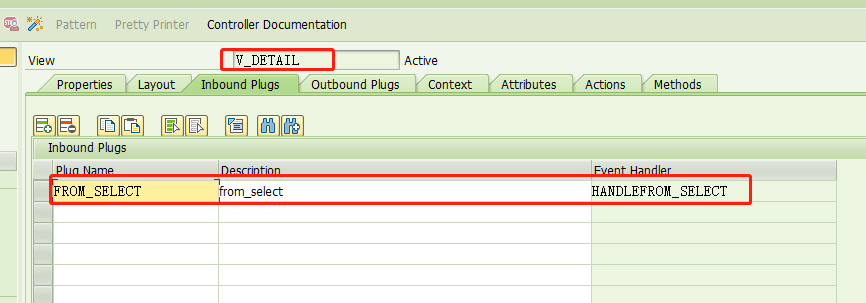 Pattern Pretty Printer Controller Documentation
View V_DETAIL Active
Properties Layout Inbound Plugs Outbound Plugs Context Attributes Actions Methods
Inbound Plugs
Plug Name Description Event Handler
FROM_SELECT from_select HANDLEFROM_SELECT